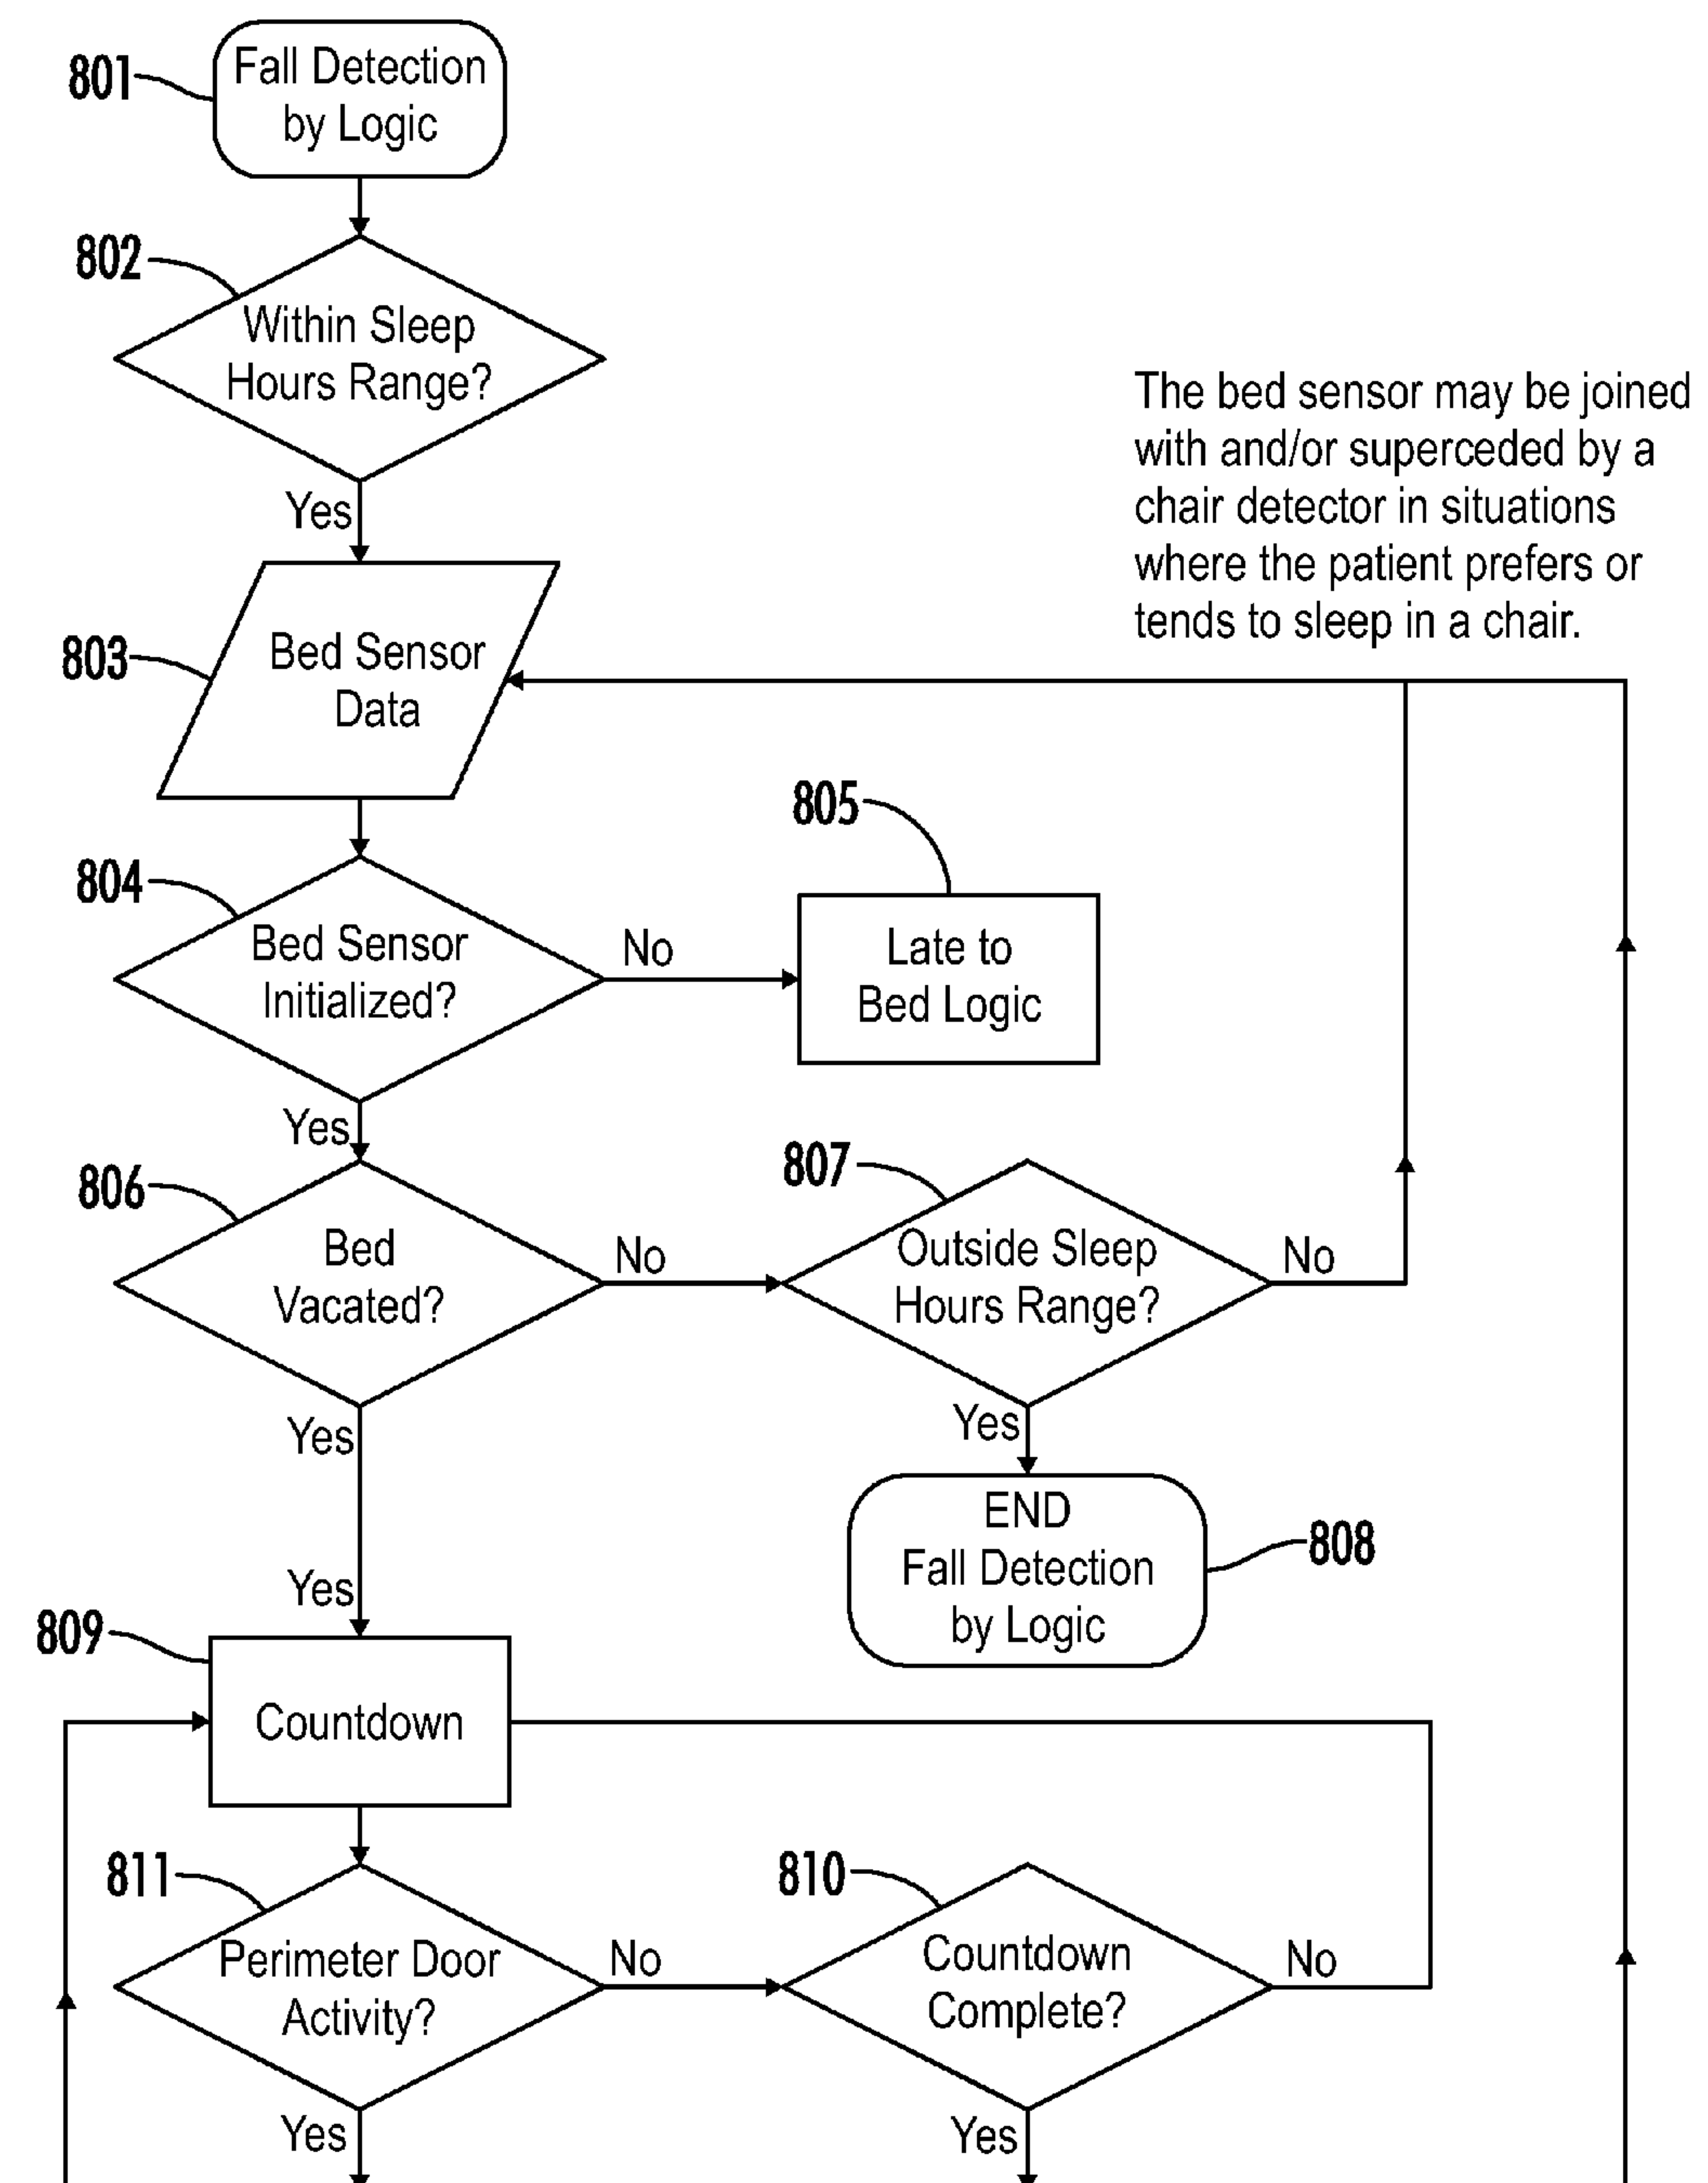 801
Fall Detection
by Logic
802
Within Sleep
Hours Range?
Yes
The bed sensor may be joined
with and/or superceded by a
chair detector in situations
where the patient prefers or
tends to sleep in a chair.
803
Bed Sensor
Data
804
Bed Sensor
Initialized?
No
805
Late to
Bed Logic
Yes
806
Bed
Vacated?
No
807
Outside Sleep
Hours Range?
No
Yes
Yes
END
Fall Detection
by Logic
808
Yes
809
Countdown
811
Perimeter Door
Activity?
No
810
Countdown
Complete?
No
Yes
Yes